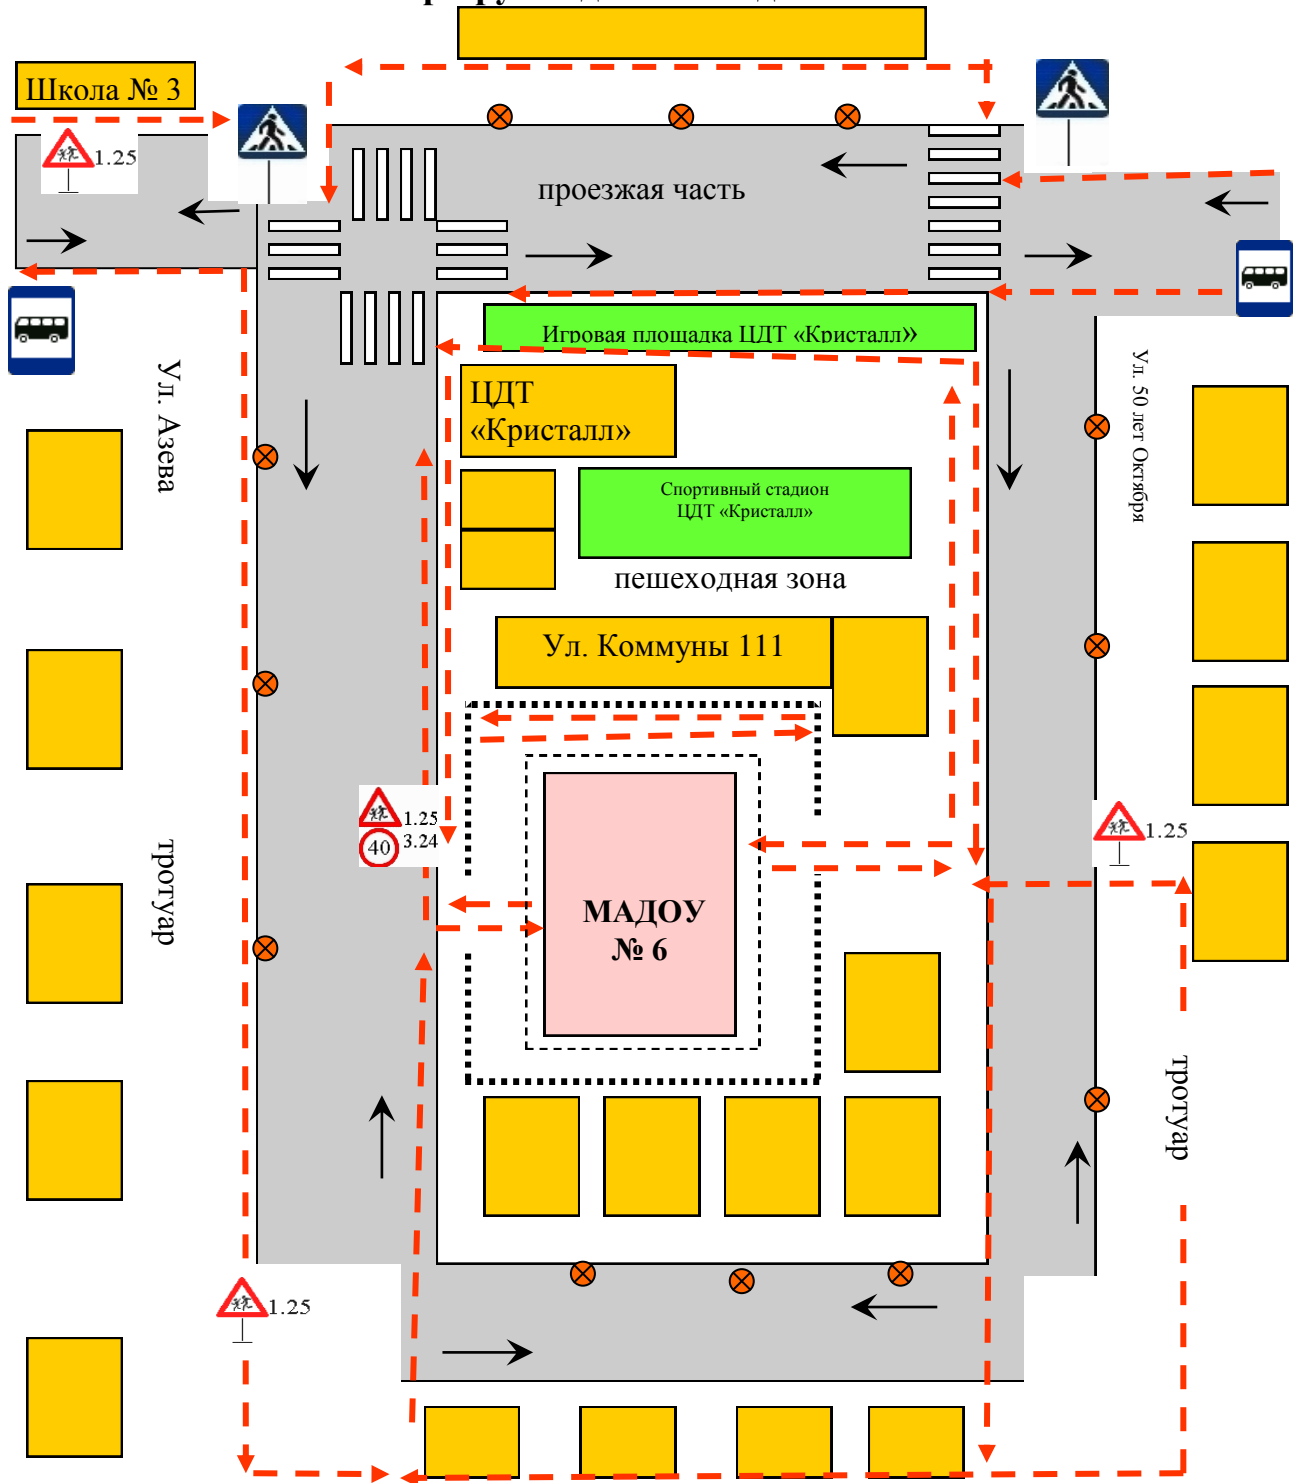 Школа № 3
1.25
проезжая часть
Игровая площадка ЦДТ «Кристалл»
ЦДТ
«Кристалл»
Ул. Азева
Ул. 50 лет Октября
Спортивный стадион
ЦДТ «Кристалл»
пешеходная зона
Ул. Коммуны 111
1.25
3.24
40
1.25
тротуар
МАДОУ
№ 6
тротуар
1.25